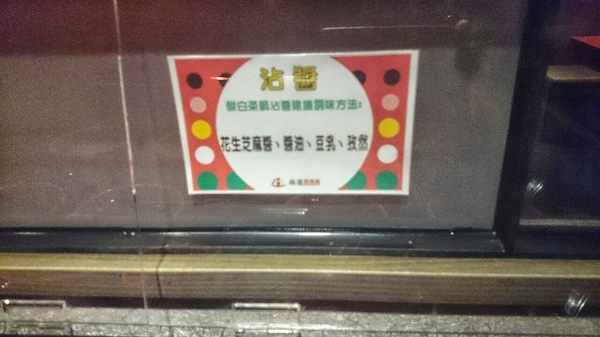 沾醬
酸白菜鍋沾醬建議調味方法:
花生芝麻醬、醬油、豆乳、孜然